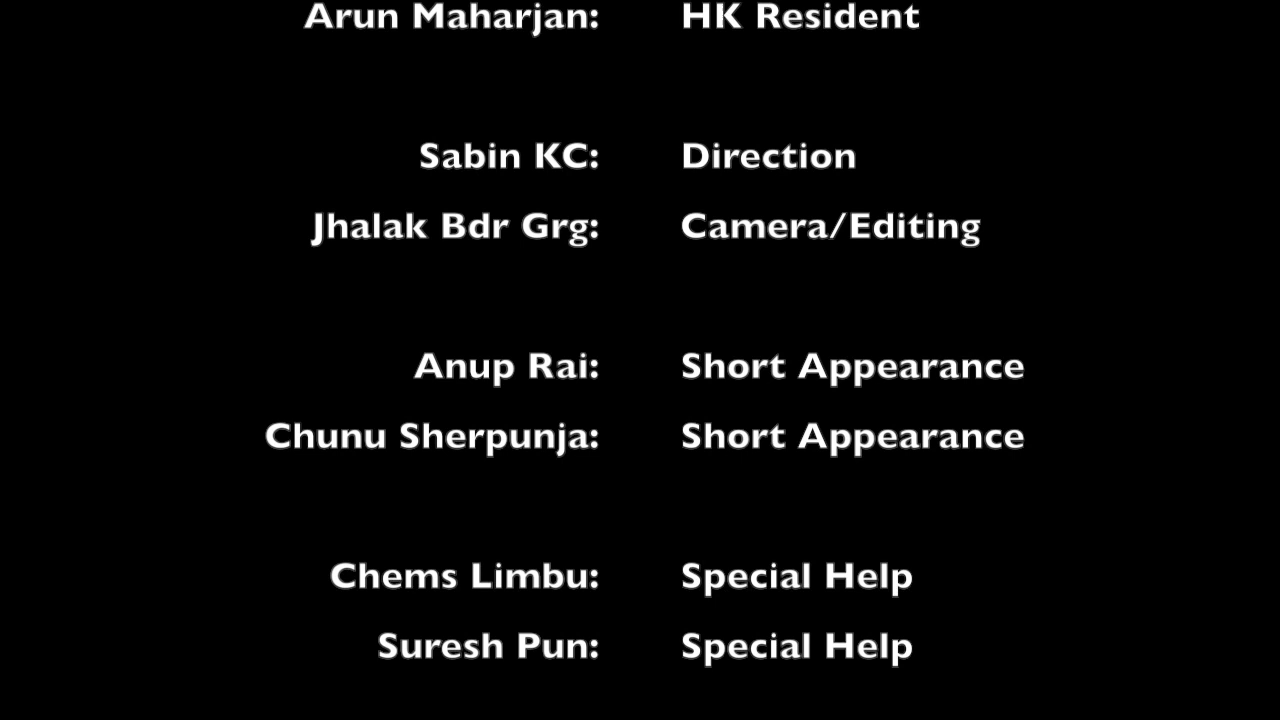 Arun Maharjan: HK Resident
Sabin KC: Direction
Jhalak Bdr Grg: Camera/Editing
Anup Rai: Short Appearance
Chunu Sherpunja: Short Appearance
Chems Limbu: Special Help
Suresh Pun: Special Help